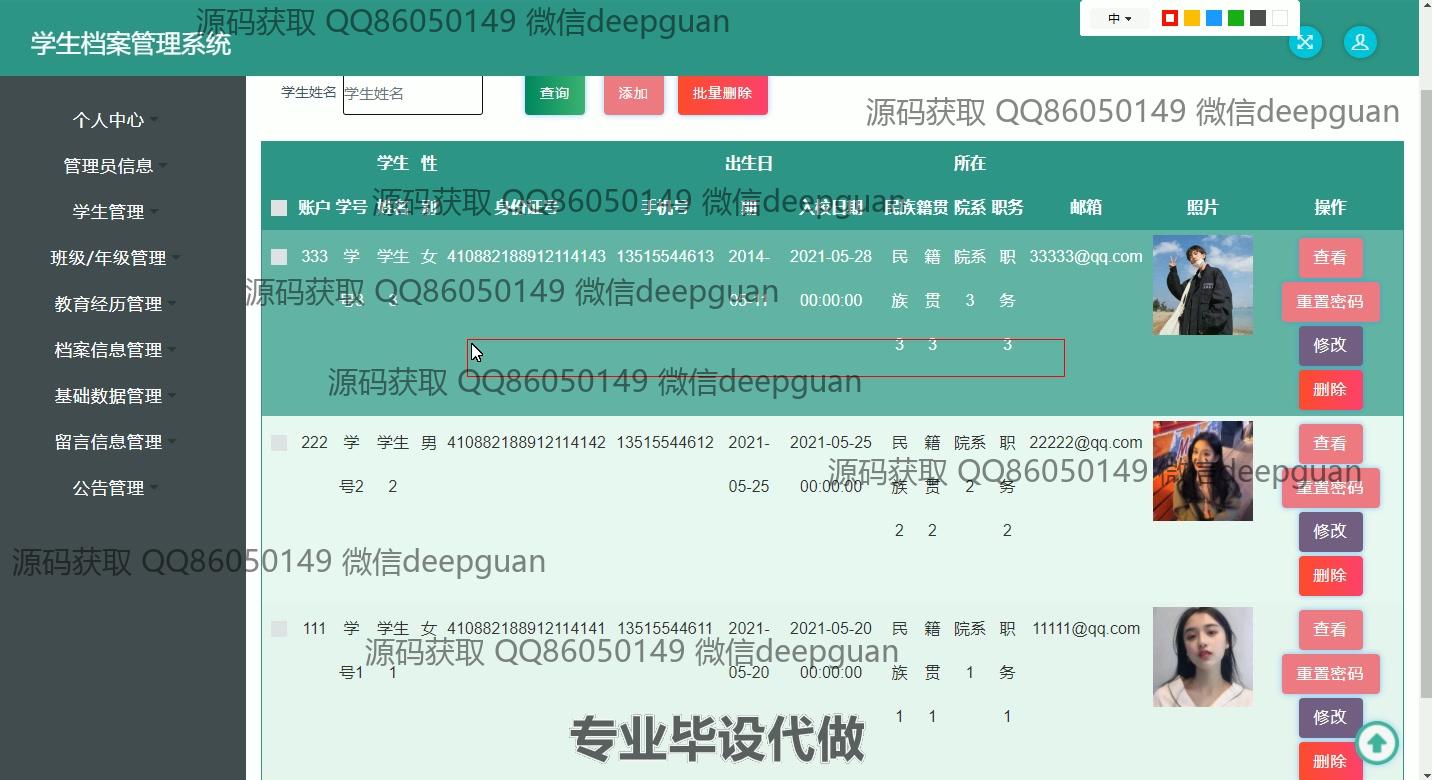 源码获取 QQ86050149 微信deepguan
中
学生档案管理系统
学生姓名 学生姓名 查询 添加 批量删除
源码获取 QQ86050149 微信deepguan
个人中心
管理员信息
学生管理
班级/年级管理
教育经历管理
档案信息管理
基础数据管理
留言信息管理
公告管理
账户 学号 学生姓名 性别 身份证号 手机号 出生日期 入校日期 民族 籍贯 所在院系 职务 邮箱 照片 操作
源码获取 QQ86050149 微信deepguan
333 学号3 学生3 女 410882188912114143 13515544613 2014-05-11 2021-05-28 00:00:00 民族3 籍贯3 院系3 职务3 33333@qq.com 查看
重置密码
修改
删除
源码获取 QQ86050149 微信deepguan
源码获取 QQ86050149 微信deepguan
222 学号2 学生2 男 410882188912114142 13515544612 2021-05-25 2021-05-25 00:00:00 民族2 籍贯2 院系2 职务2 22222@qq.com 查看
重置密码
修改
删除
源码获取 QQ86050149 微信deepguan
源码获取 QQ86050149 微信deepguan
111 学号1 学生1 女 410882188912114141 13515544611 2021-05-20 2021-05-20 00:00:00 民族1 籍贯1 院系1 职务1 11111@qq.com 查看
重置密码
修改
删除
源码获取 QQ86050149 微信deepguan
专业毕设代做